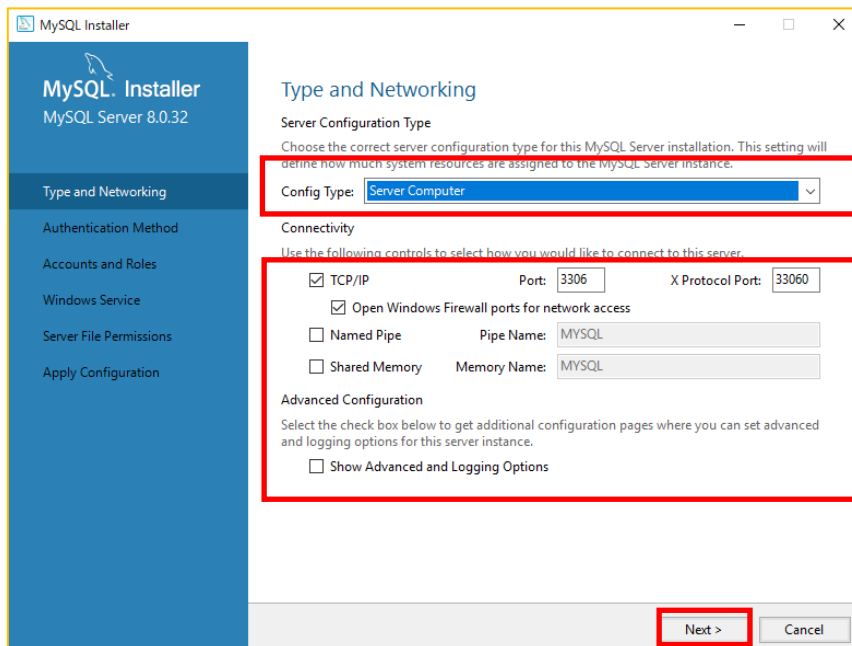 MySQL Installer
MySQL. Installer
MySQL Server 8.0.32
Type and Networking
Authentication Method
Accounts and Roles
Windows Service
Server File Permissions
Apply Configuration
Type and Networking
Server Configuration Type
Choose the correct server configuration type for this MySQL Server installation. This setting will
define how much system resources are assigned to the MySQL Server instance.
Config Type: Server Computer
Connectivity
Use the following controls to select how you would like to connect to this server.
TCP/IP Port: 3306 X Protocol Port: 33060
Open Windows Firewall ports for network access
Named Pipe Pipe Name: MYSQL
Shared Memory Memory Name: MYSQL
Advanced Configuration
Select the check box below to get additional configuration pages where you can set advanced
and logging options for this server instance.
Show Advanced and Logging Options
Next > Cancel